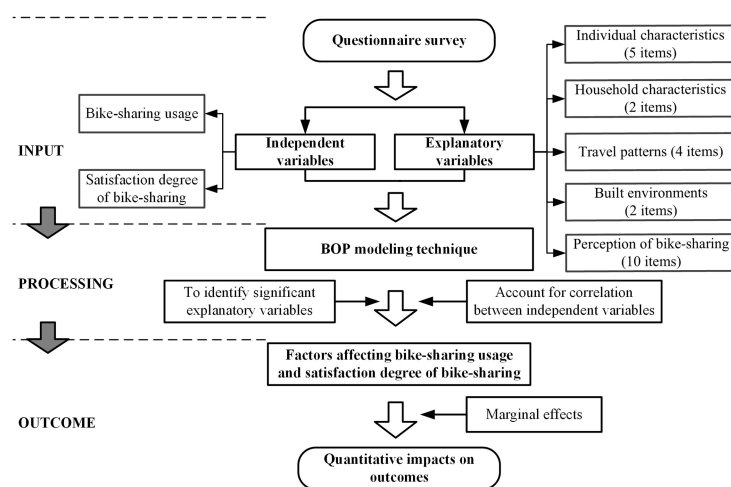 Questionnaire survey
Individual characteristics
(5 items)
Household characteristics
(2 items)
Bike-sharing usage
INPUT
Independent
variables
Explanatory
variables
Travel patterns (4 items)
Satisfaction degree
of bike-sharing
Built environments
(2 items)
BOP modeling technique
Perception of bike-sharing
(10 items)
PROCESSING
To identify significant
explanatory variables
Account for correlation
between independent variables
Factors affecting bike-sharing usage
and satisfaction degree of bike-sharing
OUTCOME
Marginal effects
Quantitative impacts on
outcomes